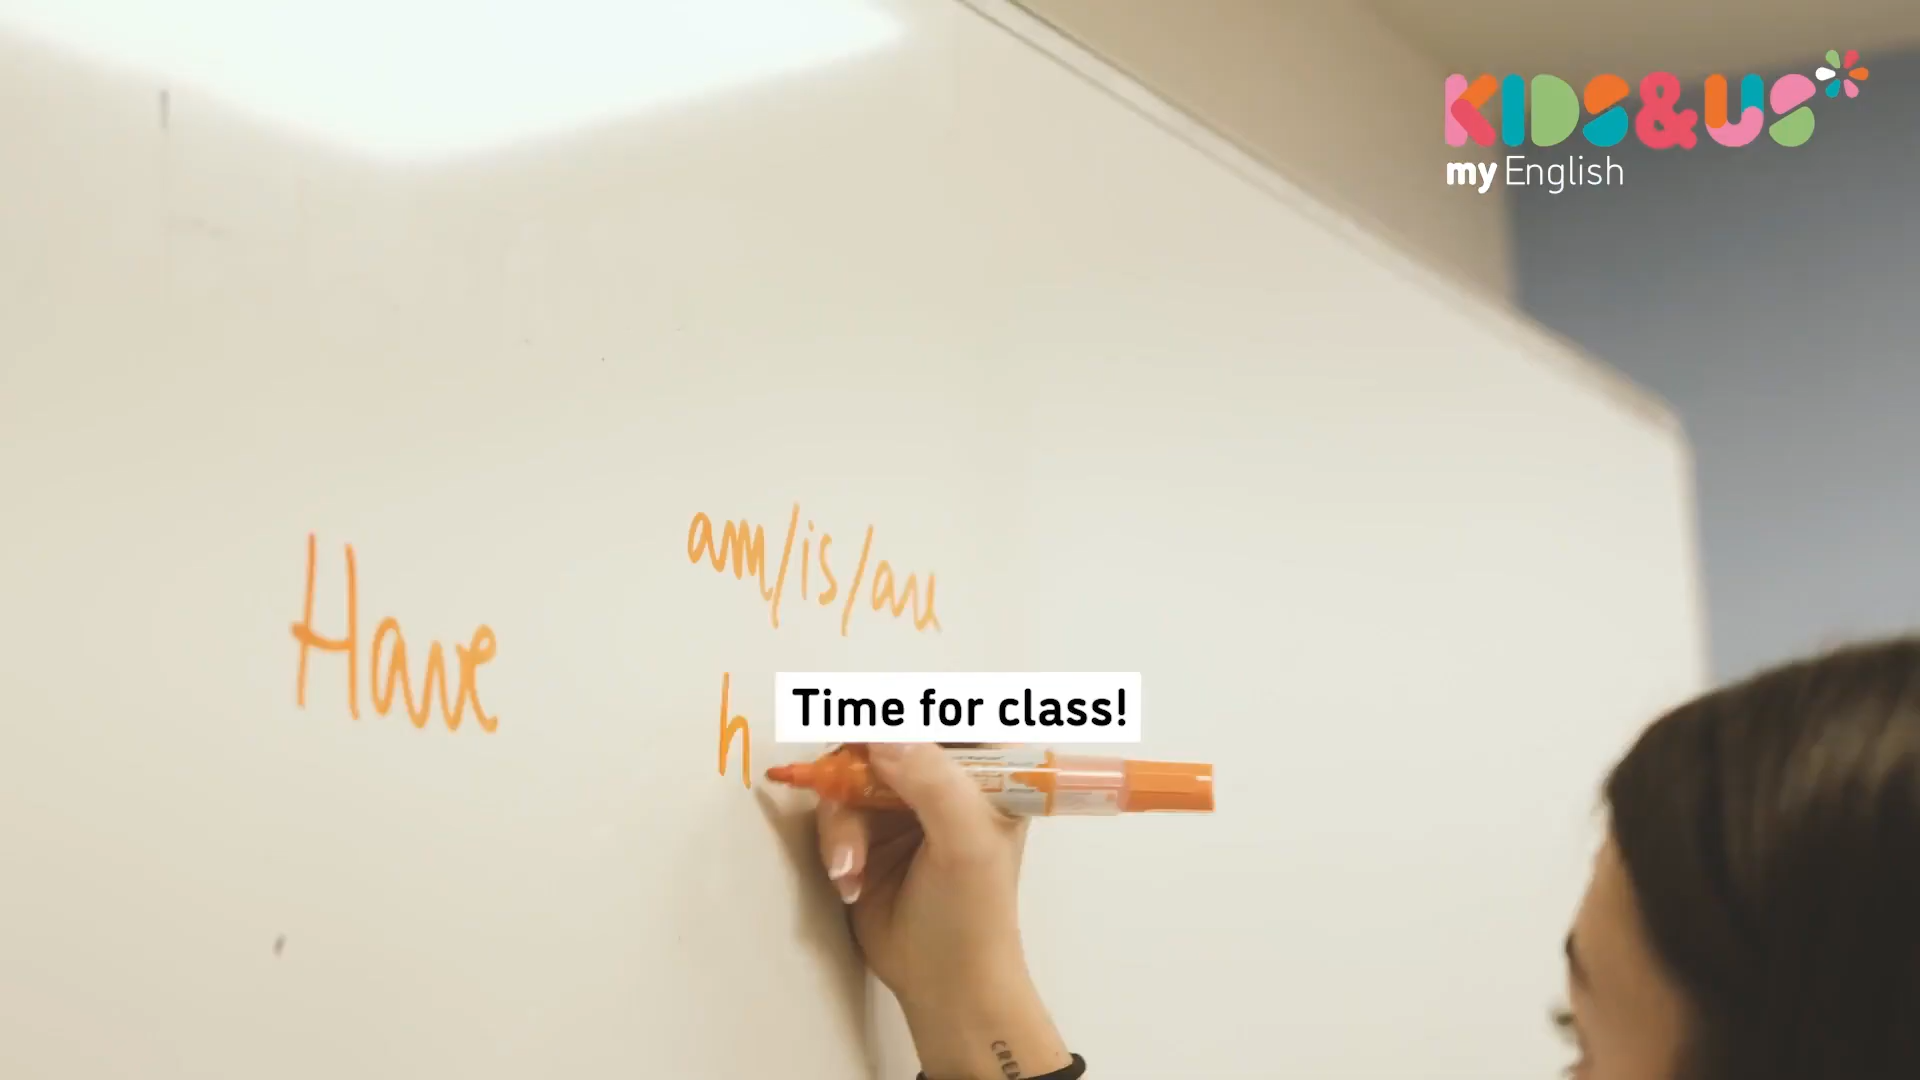 KIDS&US
my English
am/is/are
Have
h
Time for class!